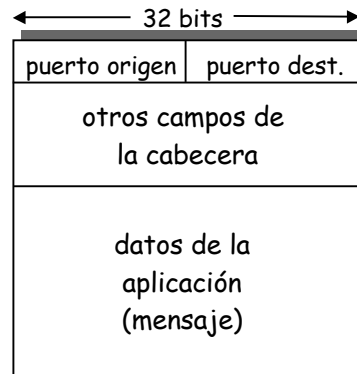 32 bits
puerto origen puerto dest.
otros campos de
la cabecera
datos de la
aplicación
(mensaje)